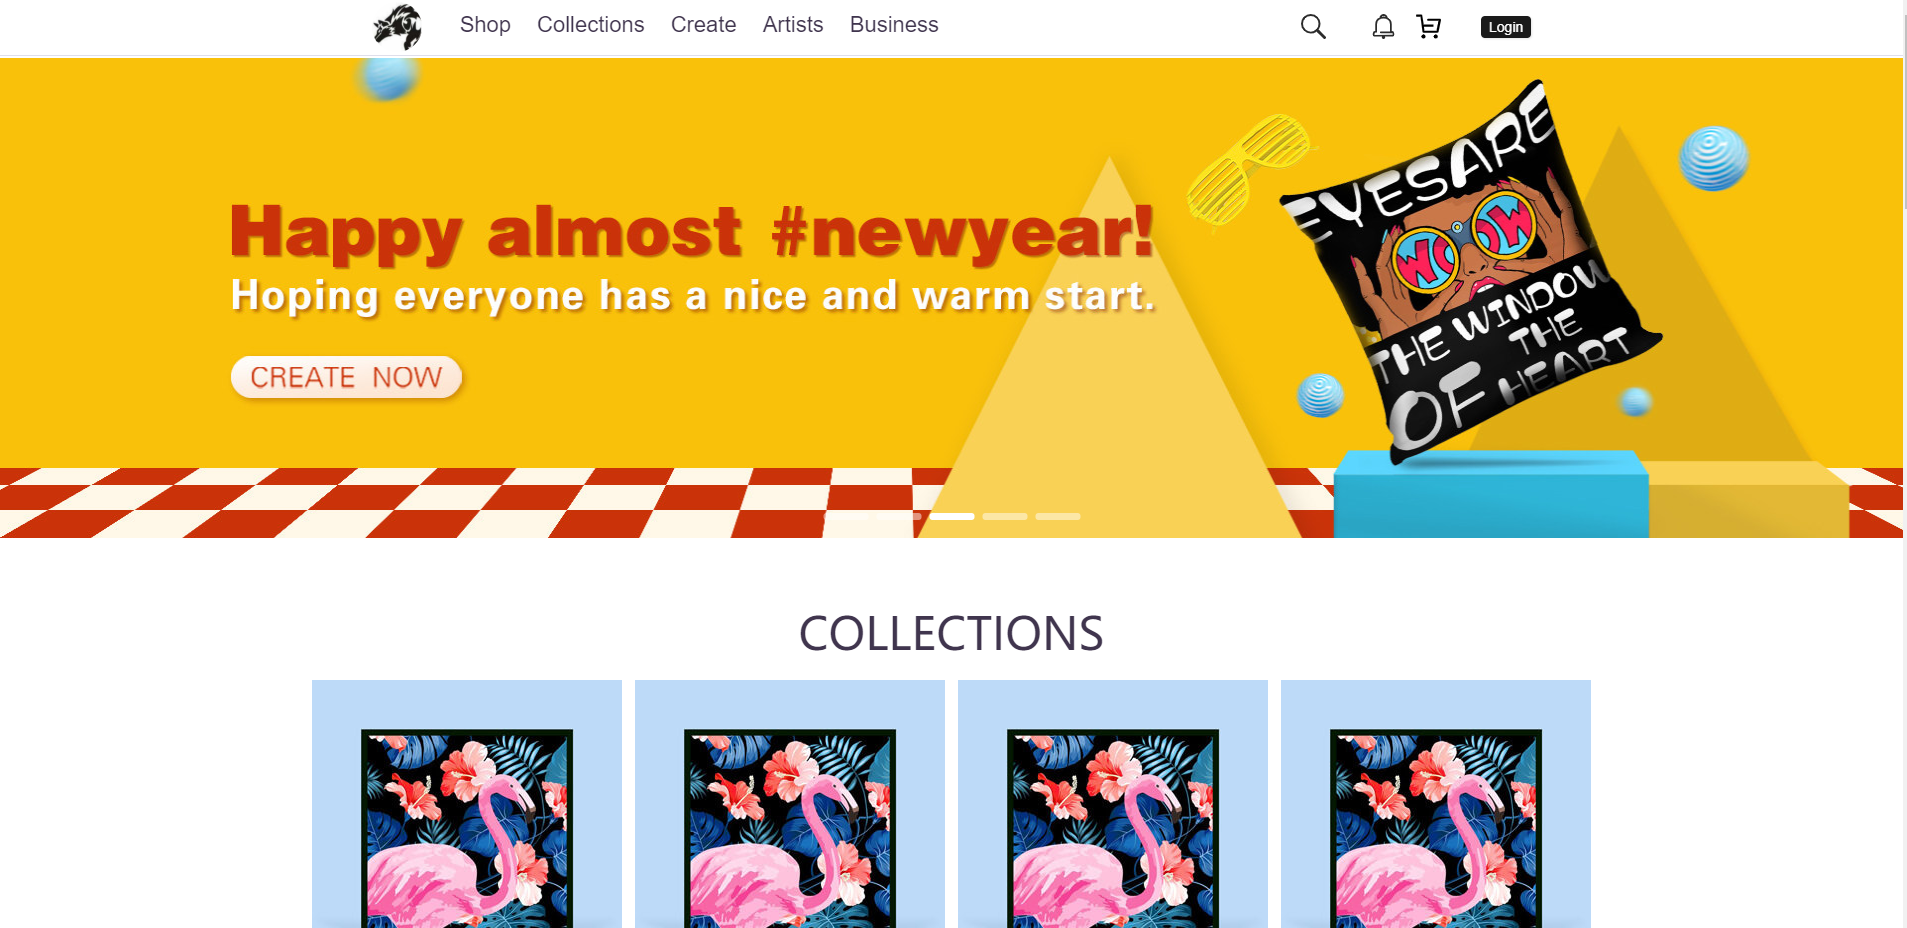 Shop Collections Create Artists Business Login
Happy almost #newyear!
Hoping everyone has a nice and warm start.
CREATE NOW
EYESARE
WOW
THE WINDOW
OF THE
HEART
COLLECTIONS